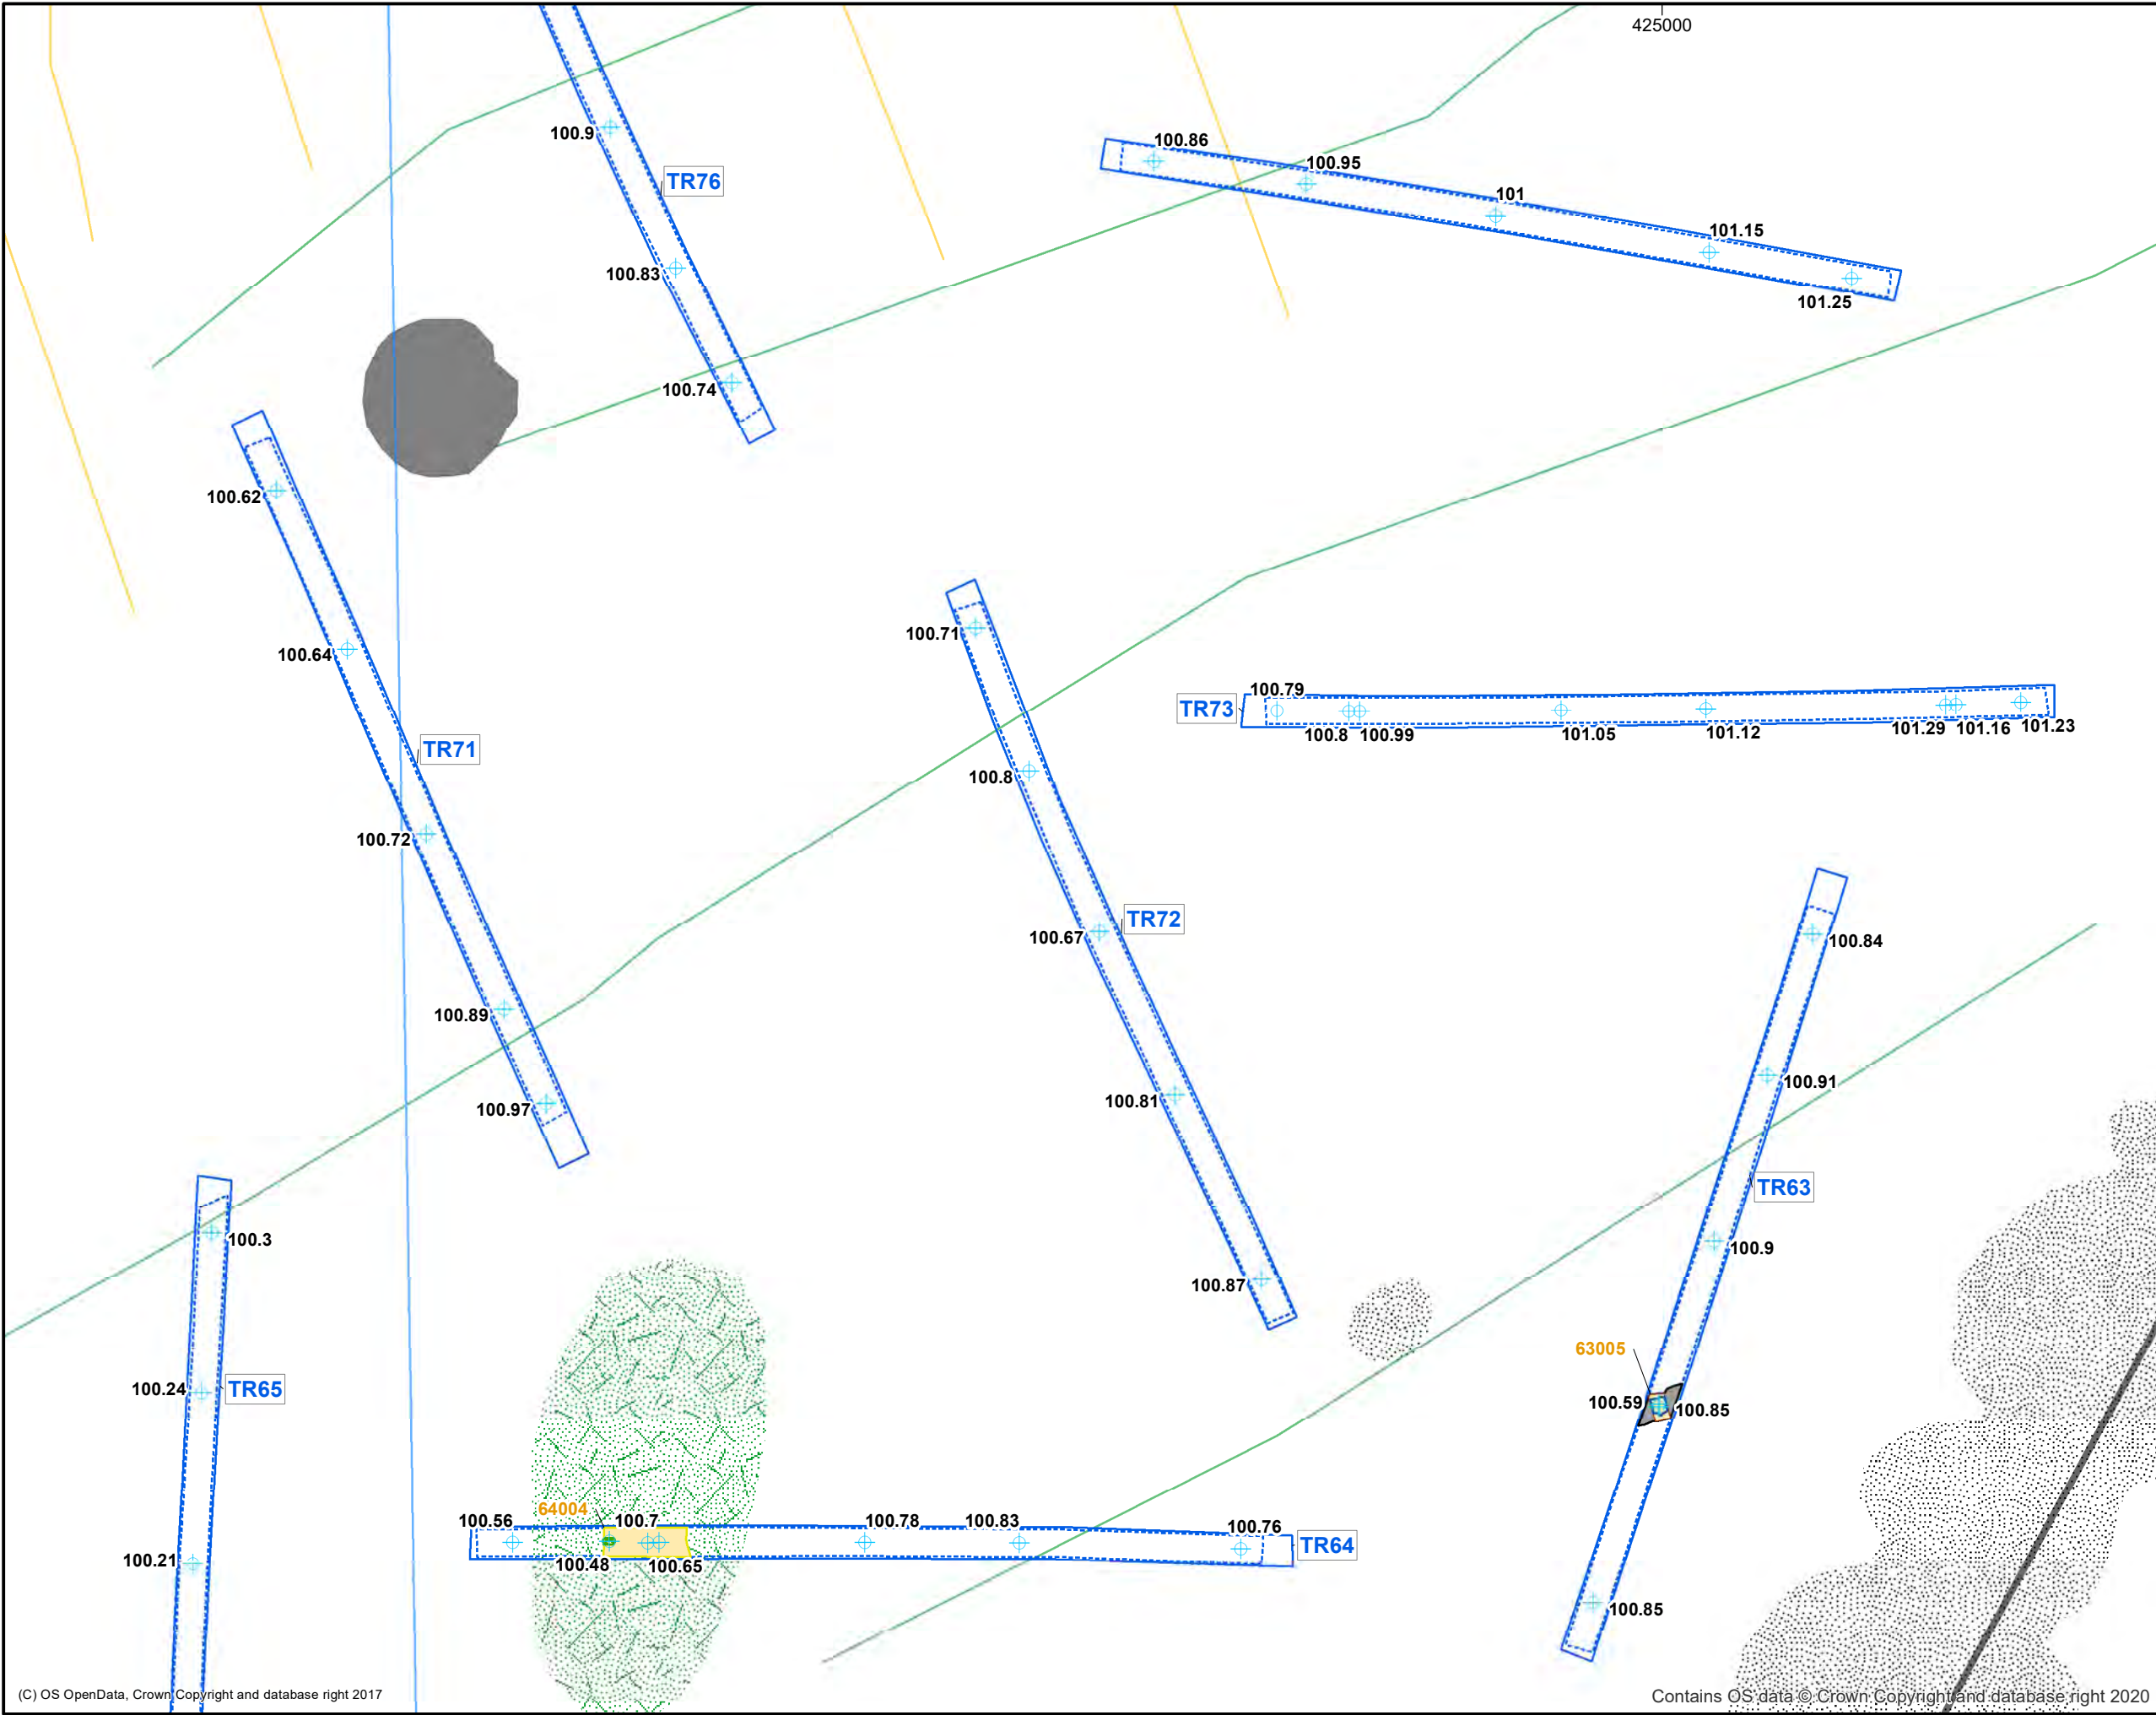 425000
100.9
TR76
100.86
100.95
101
101.15
101.25
100.83
100.74
100.62
100.64
TR71
100.72
100.89
100.97
100.71
100.8
TR72
100.67
100.81
100.87
TR73
100.79
100.8 100.99 101.05 101.12 101.29 101.16 101.23
100.84
100.91
TR63
100.9
63005
100.59 100.85
100.85
100.3
100.24 TR65
100.21
64004
100.56 100.7 100.78 100.83 100.76
100.48 100.65
TR64
(C) OS OpenData, Crown Copyright and database right 2017
Contains OS data © Crown Copyright and database right 2020